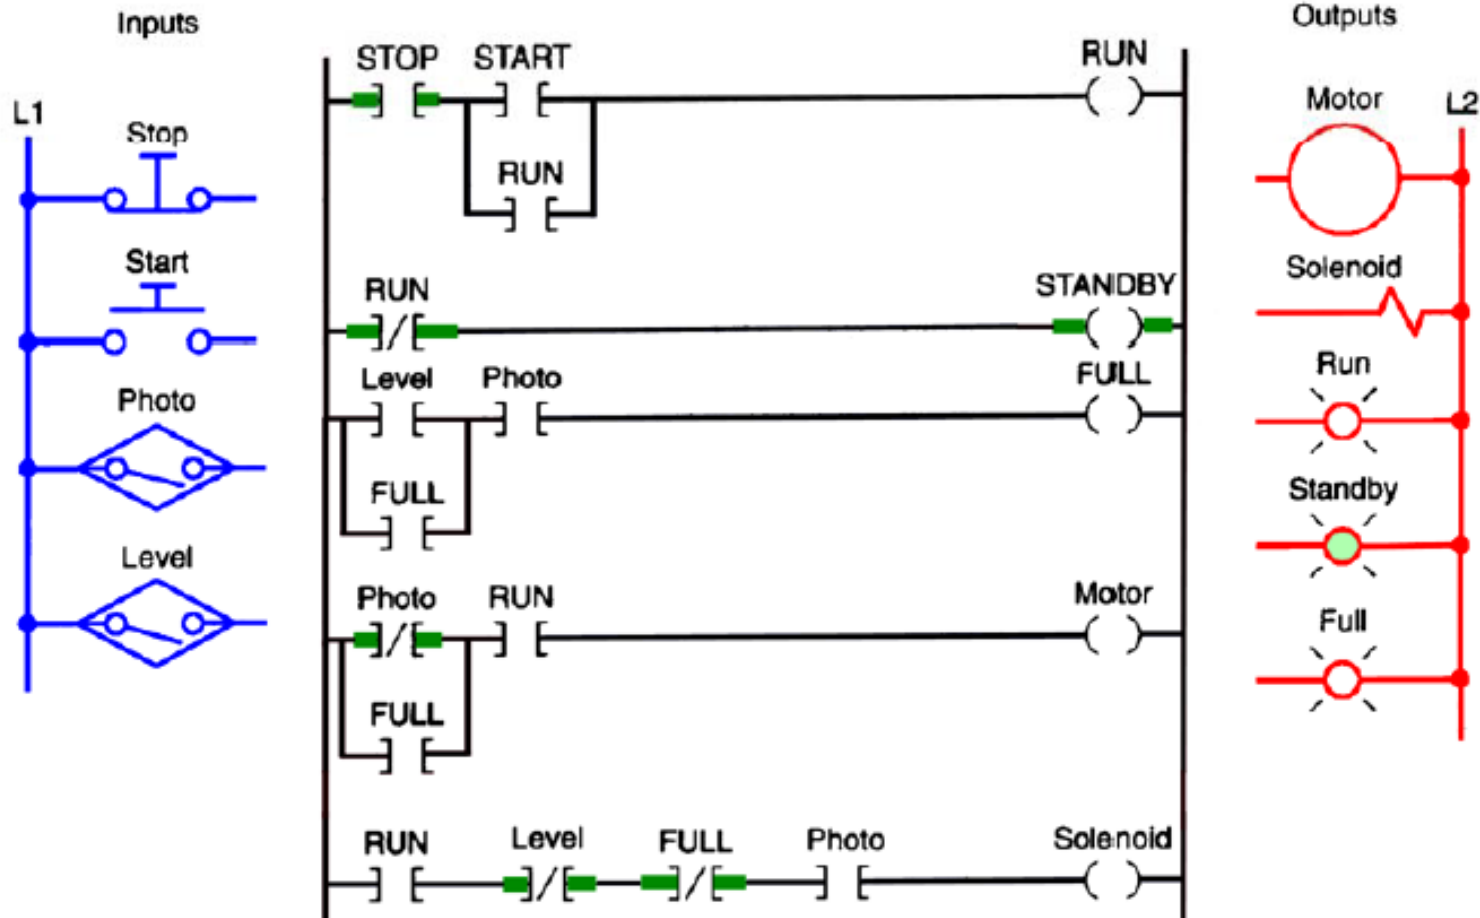 Inputs
Outputs
L1
Stop
Start
Photo
Level
STOP START RUN
RUN
RUN STANDBY
Level Photo FULL
FULL
Photo RUN Motor
FULL
RUN Level FULL Photo Solenoid
Motor
L2
Solenoid
Run
Standby
Full